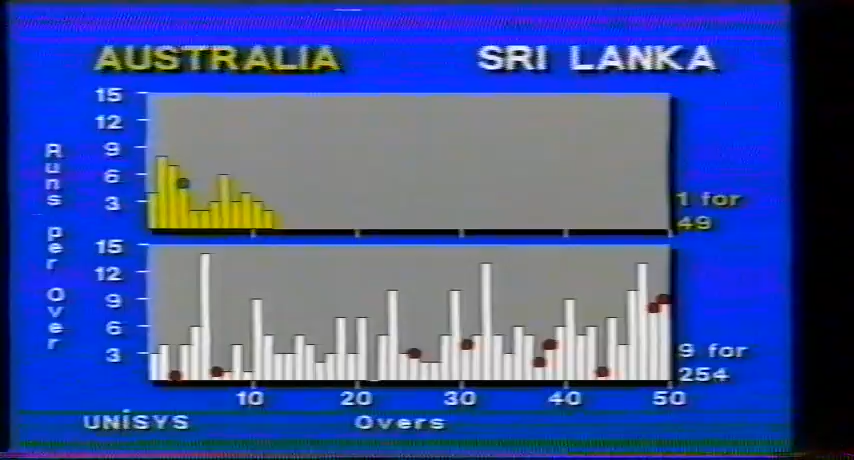 AUSTRALIA SRI LANKA
15
12
9
6
3
1 for
49
Runs per Over
15
12
9
6
3
9 for
254
10 20 30 40 50
UNISYS Overs